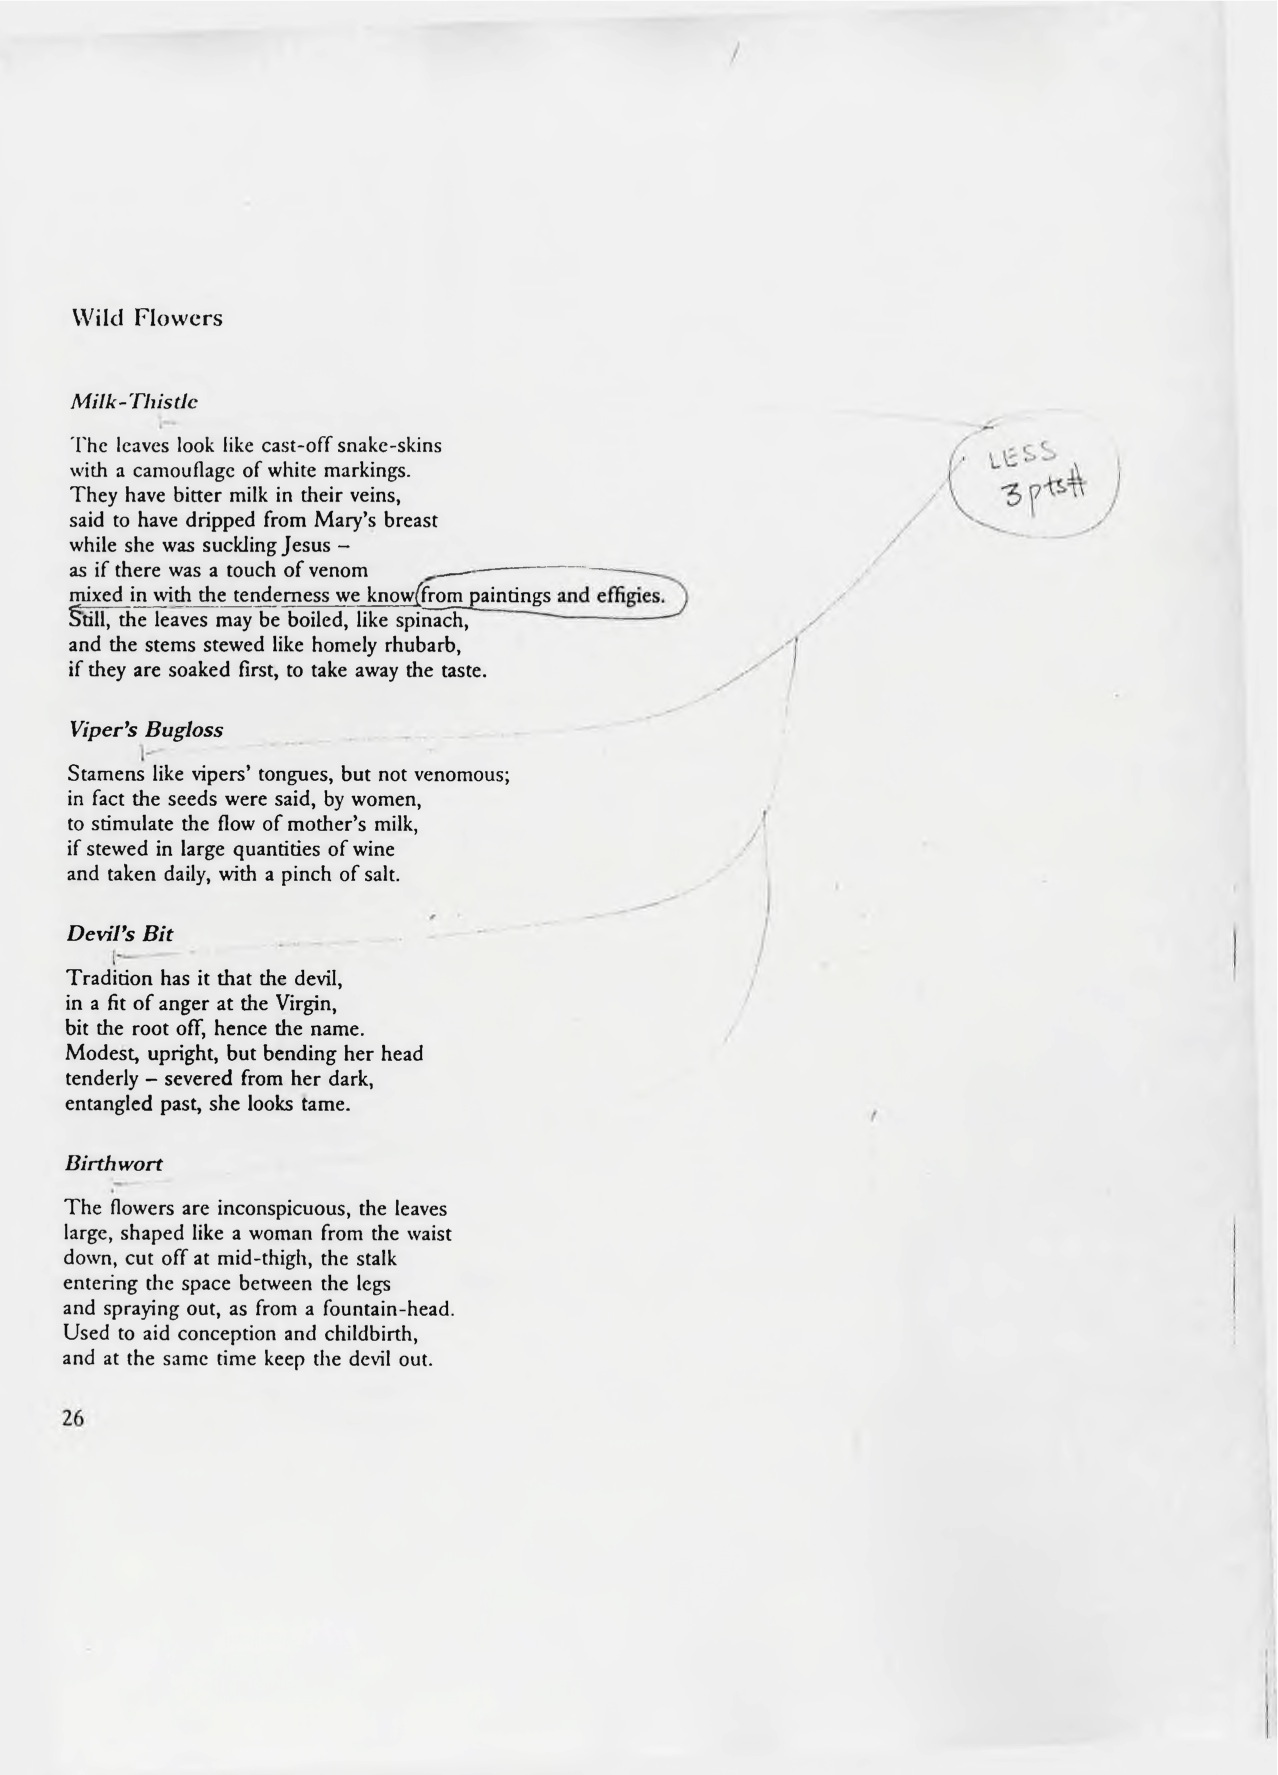 Wild Flowers
Milk-Thistle
The leaves look like cast-off snake-skins
with a camouflage of white markings.
They have bitter milk in their veins,
said to have dripped from Mary's breast
while she was suckling Jesus –
as if there was a touch of venom
mixed in with the tenderness we know from paintings and effigies.
Still, the leaves may be boiled, like spinach,
and the stems stewed like homely rhubarb,
if they are soaked first, to take away the taste.
Viper's Bugloss
Stamens like vipers' tongues, but not venomous;
in fact the seeds were said, by women,
to stimulate the flow of mother's milk,
if stewed in large quantities of wine
and taken daily, with a pinch of salt.
Devil's Bit
Tradition has it that the devil,
in a fit of anger at the Virgin,
bit the root off, hence the name.
Modest, upright, but bending her head
tenderly – severed from her dark,
entangled past, she looks tame.
Birthwort
The flowers are inconspicuous, the leaves
large, shaped like a woman from the waist
down, cut off at mid-thigh, the stalk
entering the space between the legs
and spraying out, as from a fountain-head.
Used to aid conception and childbirth,
and at the same time keep the devil out.
26
LESS
3 pts#